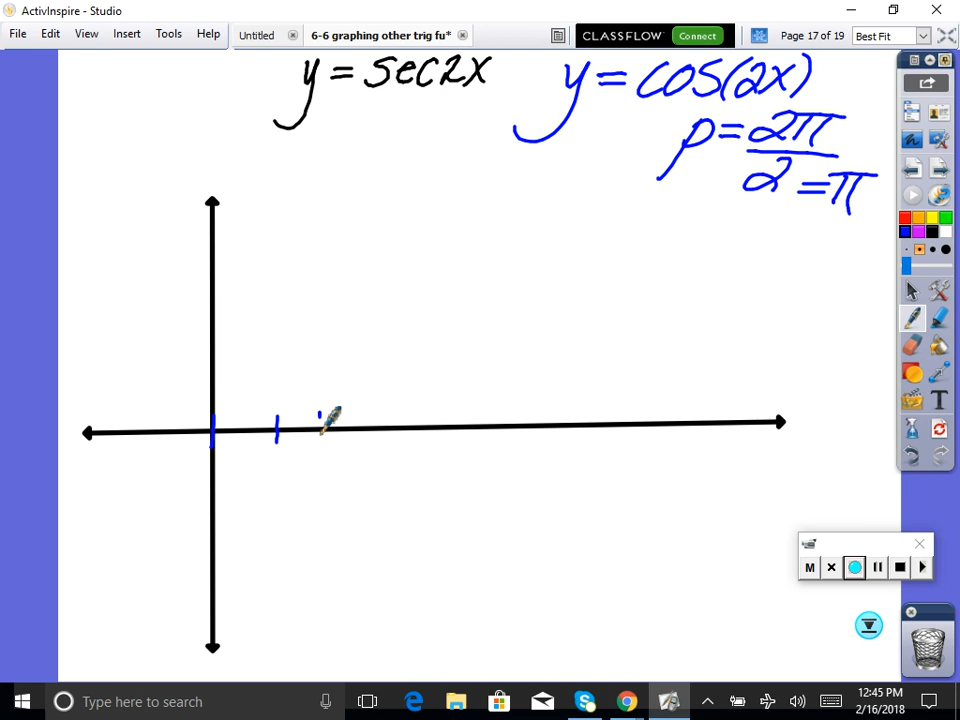 ActivInspire - Studio
File Edit View Insert Tools Help Untitled 6-6 graphing other trig fu* CLASSFLOW Connect Page 17 of 19 Best Fit
y = sec2x y = cos(2x)
p = 2π
2 = π
T
M
Type here to search
12:45 PM
2/16/2018